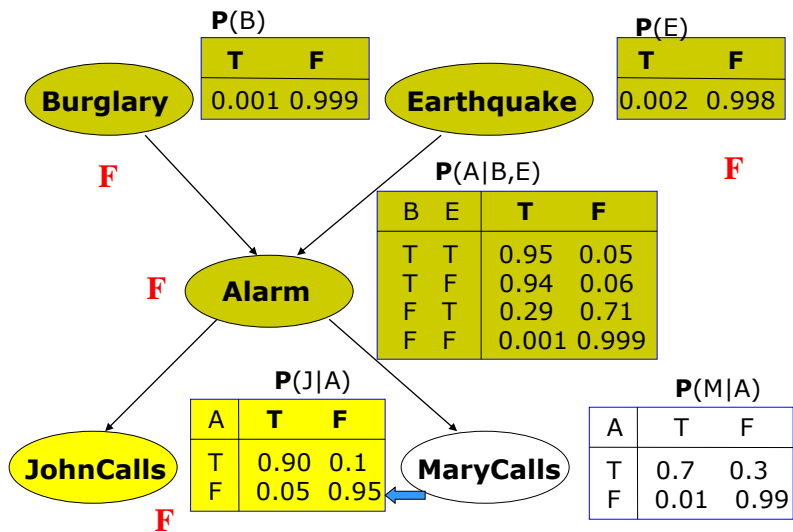 P(B)
T F
0.001 0.999
Burglary
P(E)
T F
0.002 0.998
Earthquake
F
F
P(A|B,E)
B E T F
T T 0.95 0.05
T F 0.94 0.06
F T 0.29 0.71
F F 0.001 0.999
F
Alarm
P(J|A)
A T F
T 0.90 0.1
F 0.05 0.95
JohnCalls
F
MaryCalls
P(M|A)
A T F
T 0.7 0.3
F 0.01 0.99